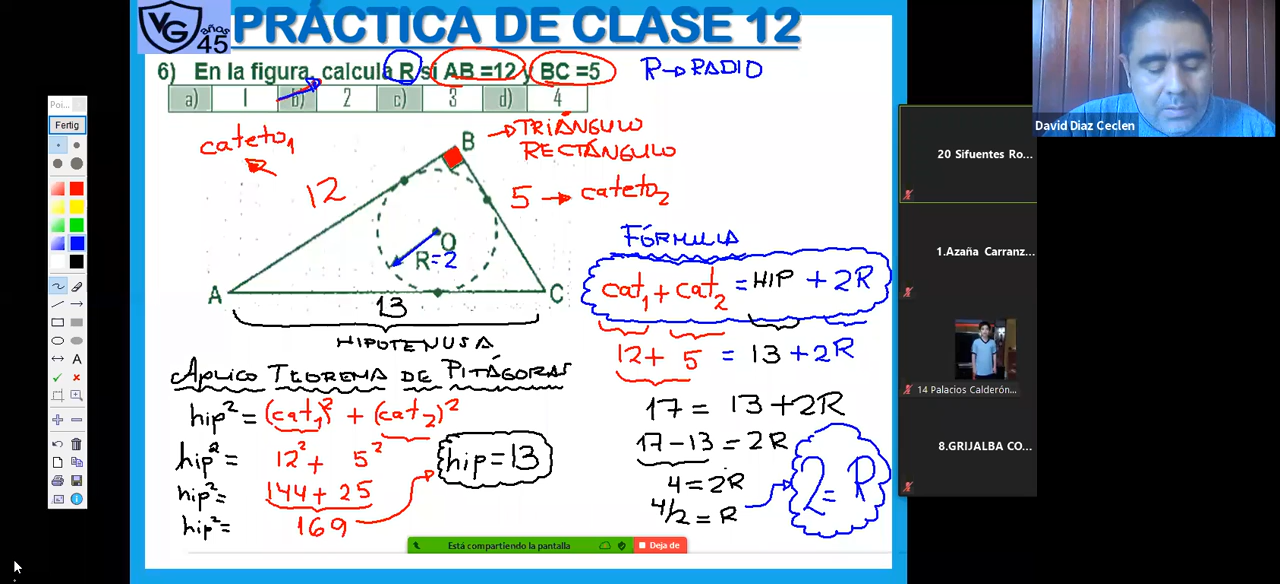 VG
años
45
PRÁCTICA DE CLASE 12
6) En la figura, calcula R si AB =12 y BC =5
R→RADIO
a) 1 b) 2 c) 3 d) 4
cateto1
B
→TRIÁNGULO
RECTÁNGULO
12
5 → cateto2
O
R=2
A
C
13
HIPOTENUSA
FÓRMULA
cat1 + cat2 = HIP + 2R
12 + 5 = 13 + 2R
17 = 13 + 2R
17 - 13 = 2R
4 = 2R
4/2 = R
2 = R
APLICO TEOREMA DE PITÁGORAS
hip² = (cat1)² + (cat2)²
hip² = 12² + 5²
hip² = 144 + 25
hip² = 169
hip = 13
Poi...
Fertig
A
Está compartiendo la pantalla
Deja de
David Diaz Ceclen
20 Sifuentes Ro...
1.Azaña Carranz...
14 Palacios Calderón...
8.GRIJALBA CO...